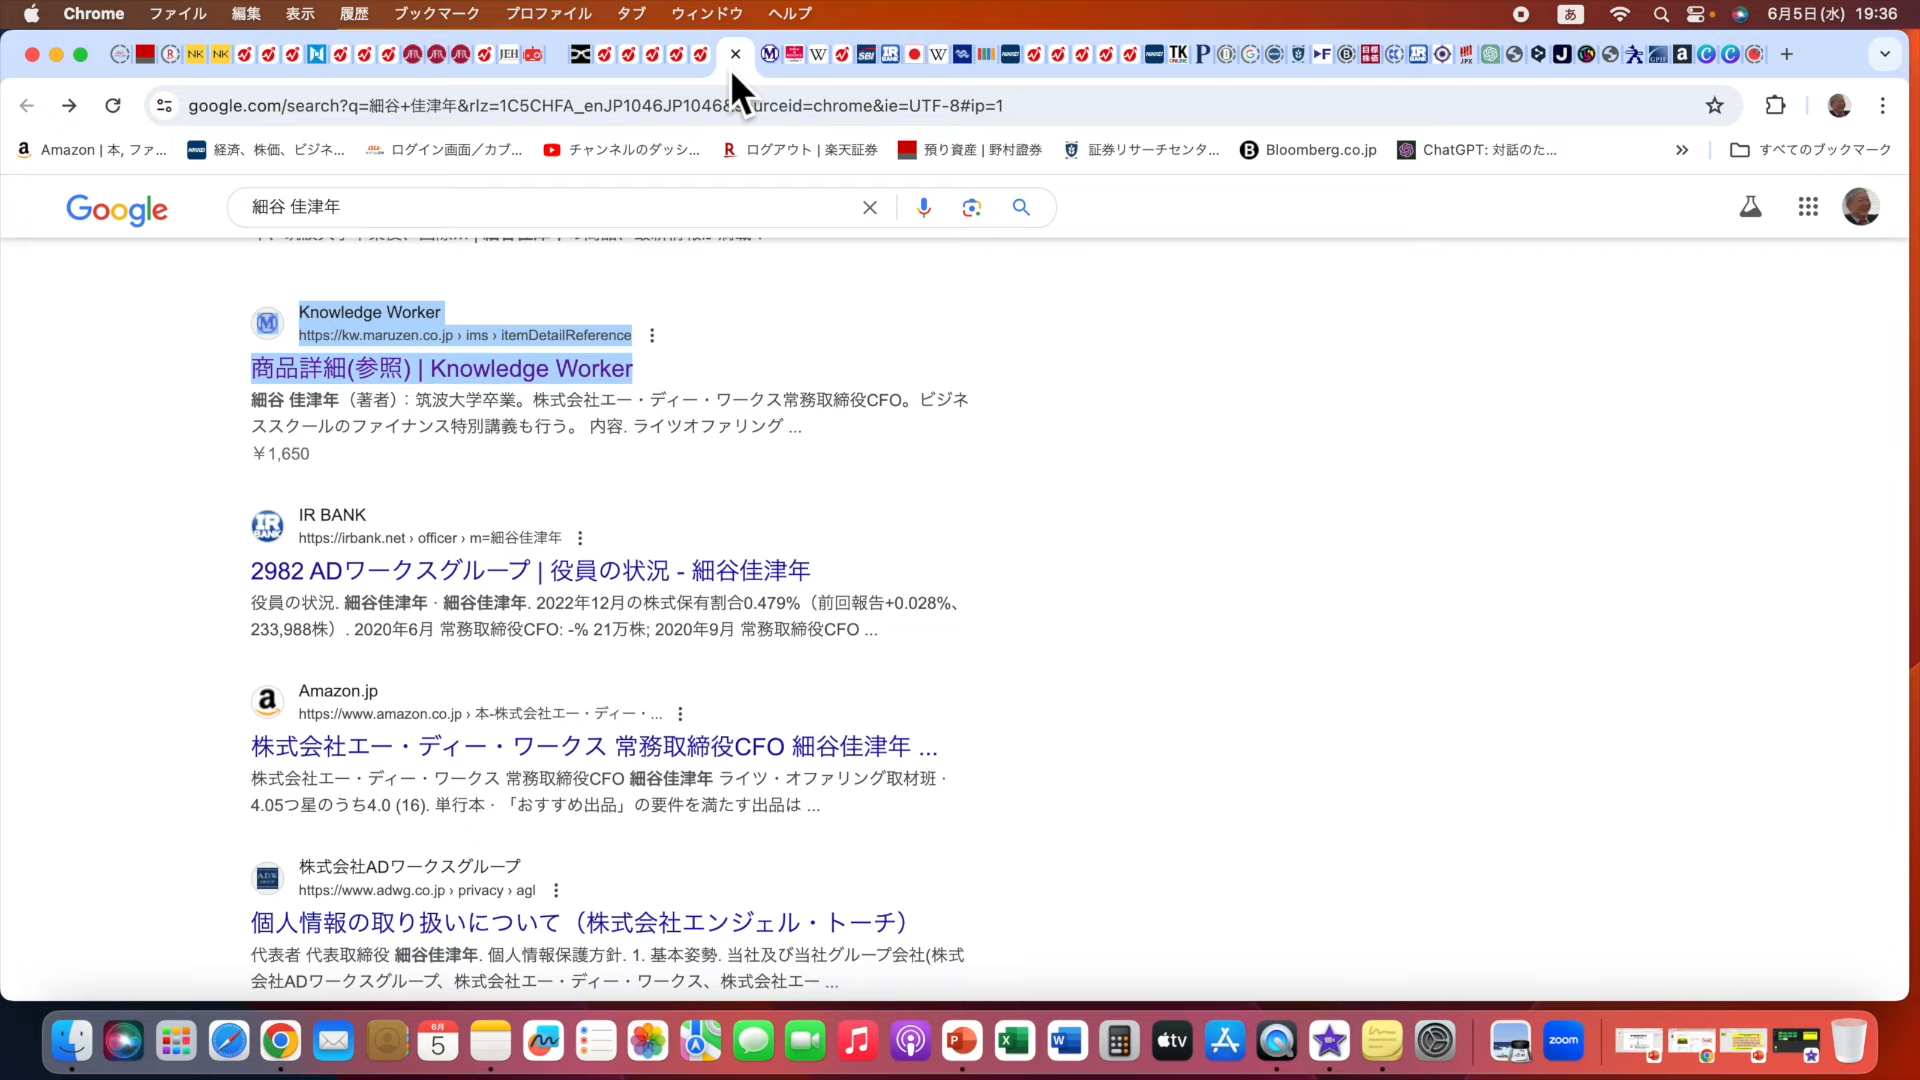 Chrome ファイル 編集 表示 履歴 ブックマーク プロファイル タブ ウィンドウ ヘルプ あ 6月5日(水) 19:36
google.com/search?q=細谷+佳津年&rlz=1C5CHFA_enJP1046JP1046& urceid=chrome&ie=UTF-8#ip=1
Amazon | 本, ファ... 経済、株価、ビジネ... ログイン画面／カブ... チャンネルのダッシ... ログアウト | 楽天証券 預り資産 | 野村證券 証券リサーチセンタ... Bloomberg.co.jp ChatGPT: 対話のた... » すべてのブックマーク
Google 細谷 佳津年
Knowledge Worker
https://kw.maruzen.co.jp › ims › itemDetailReference
商品詳細(参照) | Knowledge Worker
細谷 佳津年（著者）: 筑波大学卒業。株式会社エー・ディー・ワークス常務取締役CFO。ビジネ
ススクールのファイナンス特別講義も行う。 内容. ライツオファリング ...
￥1,650
IR BANK
https://irbank.net › officer › m=細谷佳津年
2982 ADワークスグループ | 役員の状況 - 細谷佳津年
役員の状況. 細谷佳津年 · 細谷佳津年. 2022年12月の株式保有割合0.479%（前回報告+0.028%、
233,988株）. 2020年6月 常務取締役CFO: -% 21万株; 2020年9月 常務取締役CFO ...
Amazon.jp
https://www.amazon.co.jp › 本-株式会社エー・ディー・...
株式会社エー・ディー・ワークス 常務取締役CFO 細谷佳津年 ...
株式会社エー・ディー・ワークス 常務取締役CFO 細谷佳津年 ライツ・オファリング取材班 ·
4.05つ星のうち4.0 (16). 単行本 · 「おすすめ出品」の要件を満たす出品は ...
株式会社ADワークスグループ
https://www.adwg.co.jp › privacy › agl
個人情報の取り扱いについて（株式会社エンジェル・トーチ）
代表者 代表取締役 細谷佳津年. 個人情報保護方針. 1. 基本姿勢. 当社及び当社グループ会社(株式
会社ADワークスグループ、株式会社エー・ディー・ワークス、株式会社エー ...
6月
5
tv
zoom